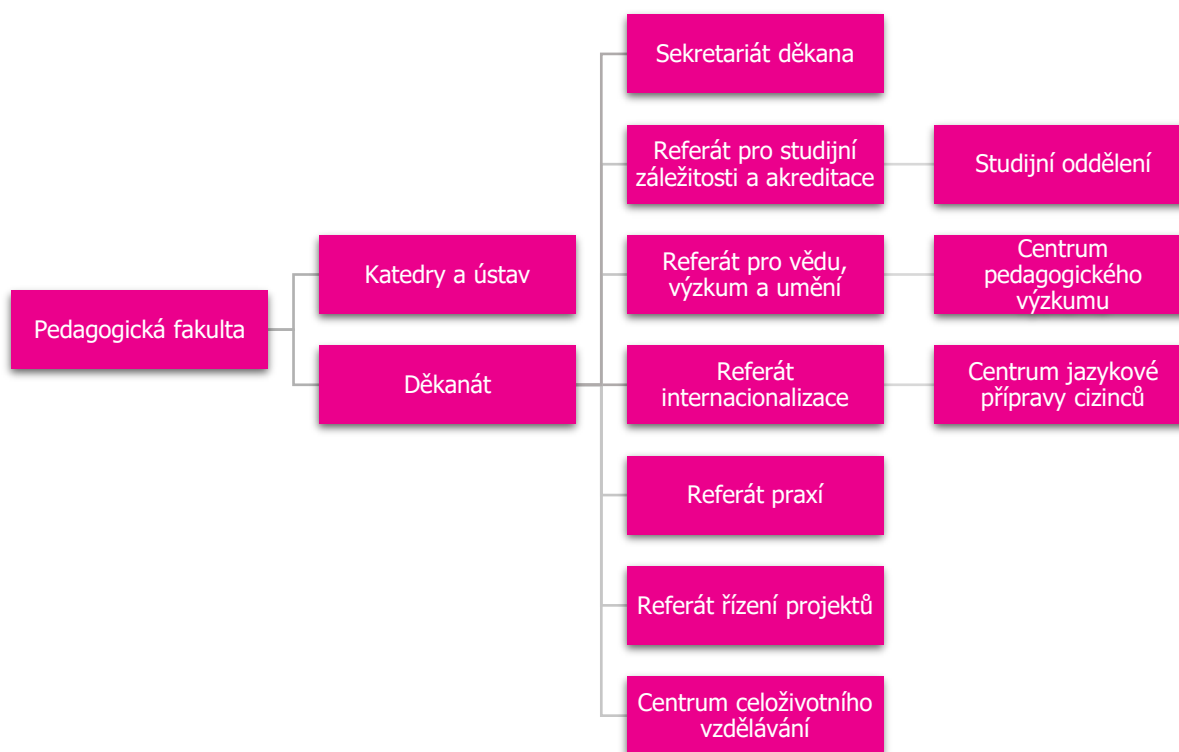 Sekretariát děkana
Referát pro studijní
záležitosti a akreditace
Studijní oddělení
Katedry a ústav
Referát pro vědu,
výzkum a umění
Centrum
pedagogického
výzkumu
Pedagogická fakulta
Děkanát
Referát
internacionalizace
Centrum jazykové
přípravy cizinců
Referát praxí
Referát řízení projektů
Centrum celoživotního
vzdělávání